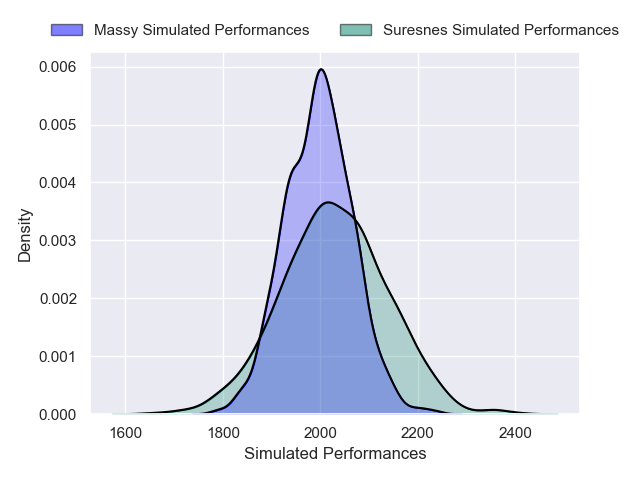 Massy Simulated Performances Suresnes Simulated Performances
0.006
0.005
0.004
0.003
0.002
0.001
0.000
Density
1600 1800 2000 2200 2400
Simulated Performances